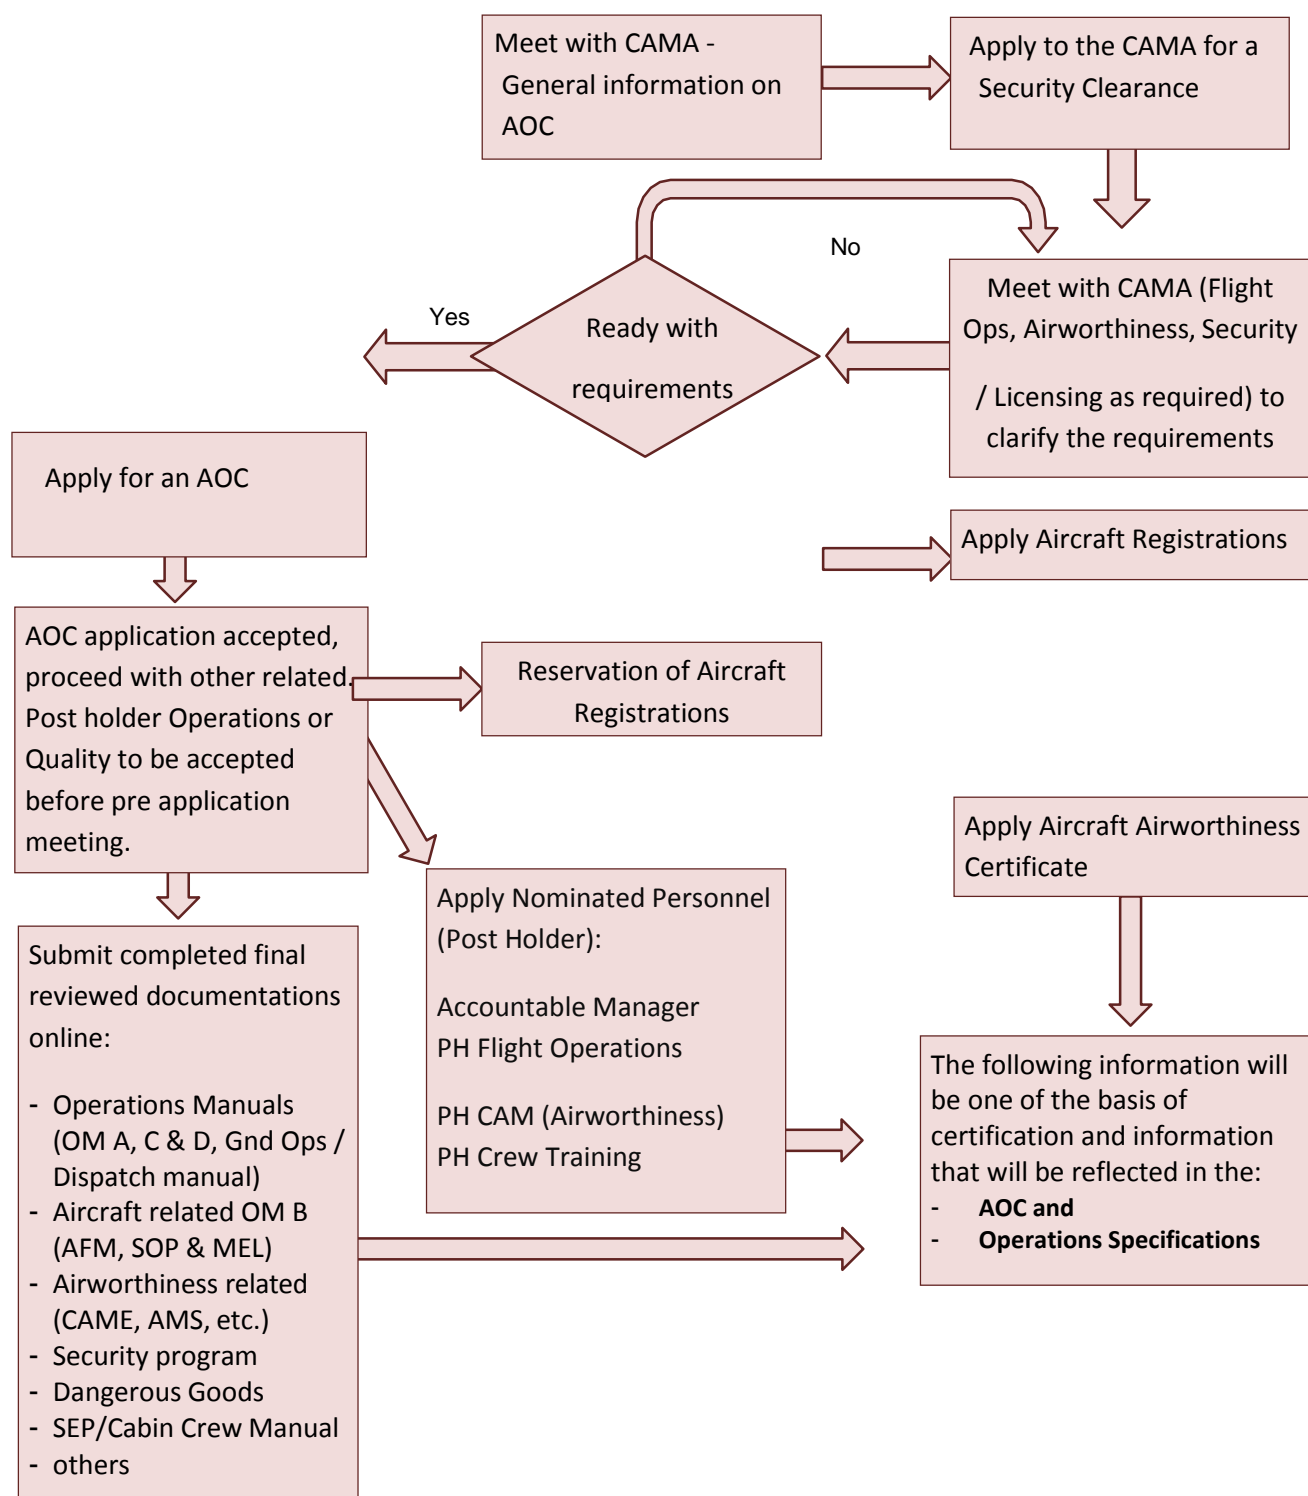 Meet with CAMA -
General information on
AOC
Apply to the CAMA for a
Security Clearance
No
Meet with CAMA (Flight
Ops, Airworthiness, Security
/ Licensing as required) to
clarify the requirements
Ready with
requirements
Yes
Apply for an AOC
Apply Aircraft Registrations
AOC application accepted,
proceed with other related.
Post holder Operations or
Quality to be accepted
before pre application
meeting.
Reservation of Aircraft
Registrations
Apply Aircraft Airworthiness
Certificate
Apply Nominated Personnel
(Post Holder):
Accountable Manager
PH Flight Operations
PH CAM (Airworthiness)
PH Crew Training
Submit completed final
reviewed documentations
online:
- Operations Manuals
(OM A, C & D, Gnd Ops /
Dispatch manual)
- Aircraft related OM B
(AFM, SOP & MEL)
- Airworthiness related
(CAME, AMS, etc.)
- Security program
- Dangerous Goods
- SEP/Cabin Crew Manual
- others
The following information will
be one of the basis of
certification and information
that will be reflected in the:
- AOC and
- Operations Specifications